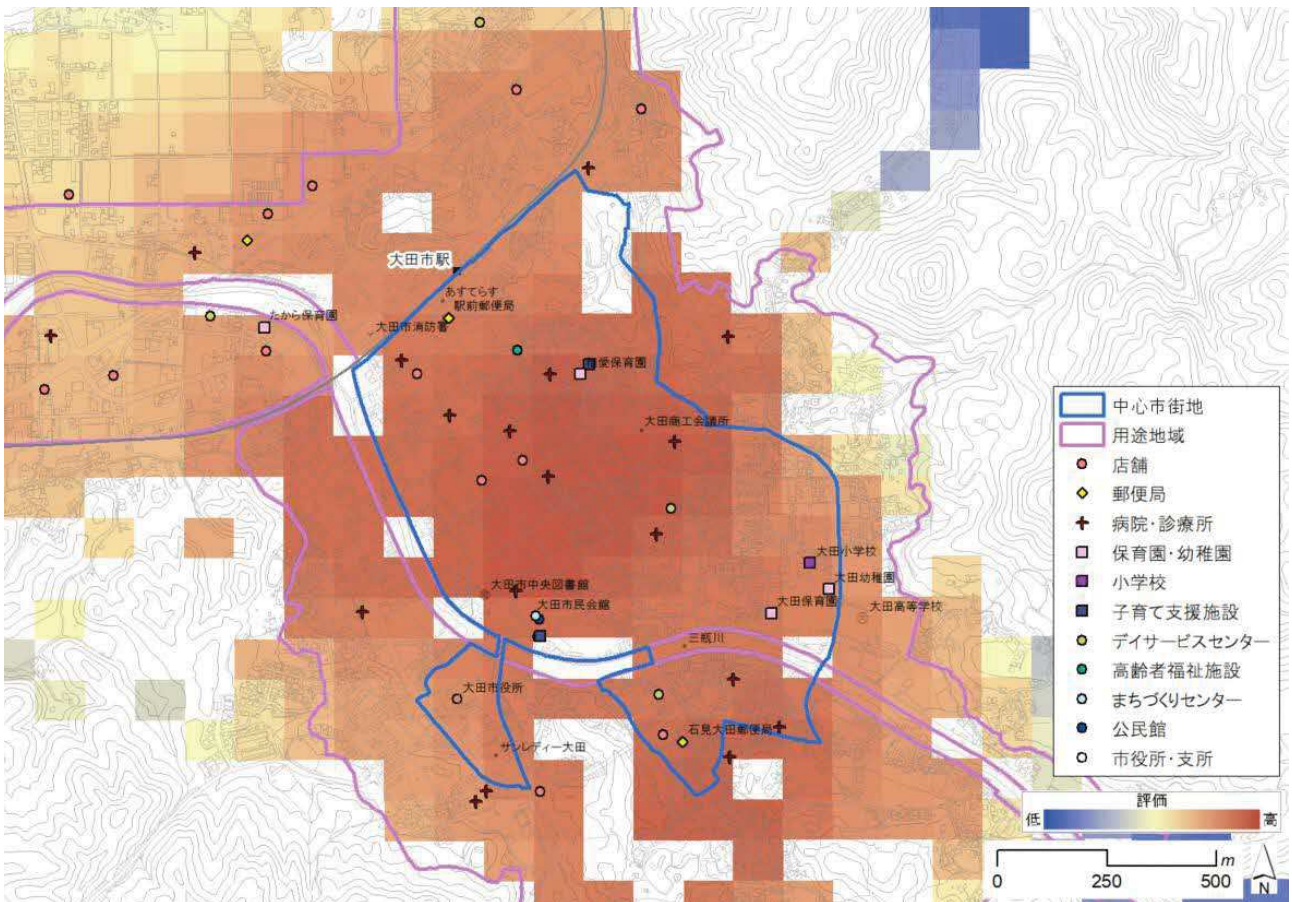 大田市駅
あすてらす
駅前郵便局
たから保育園
大田市消防署
愛保育園
大田商工会議所
大田小学校
大田幼稚園
大田市中央図書館
大田市民会館
大田保育園
大田高等学校
三瓶川
大田市役所
石見大田郵便局
サンレディー大田
中心市街地
用途地域
店舗
郵便局
病院・診療所
保育園・幼稚園
小学校
子育て支援施設
デイサービスセンター
高齢者福祉施設
まちづくりセンター
公民館
市役所・支所
評価
低 高
m
0 250 500
N